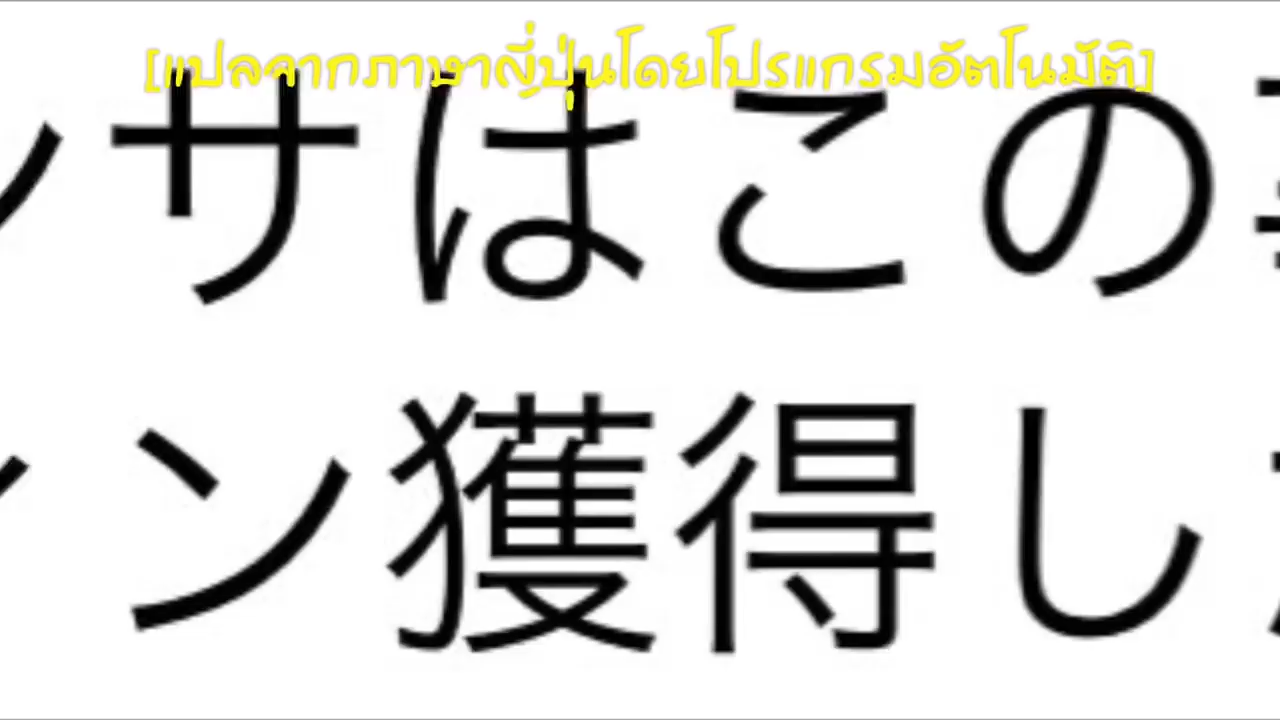 [แปลจากภาษาญี่ปุ่นโดยโปรแกรมอัตโนมัติ]
ンサはこの
ン獲得し